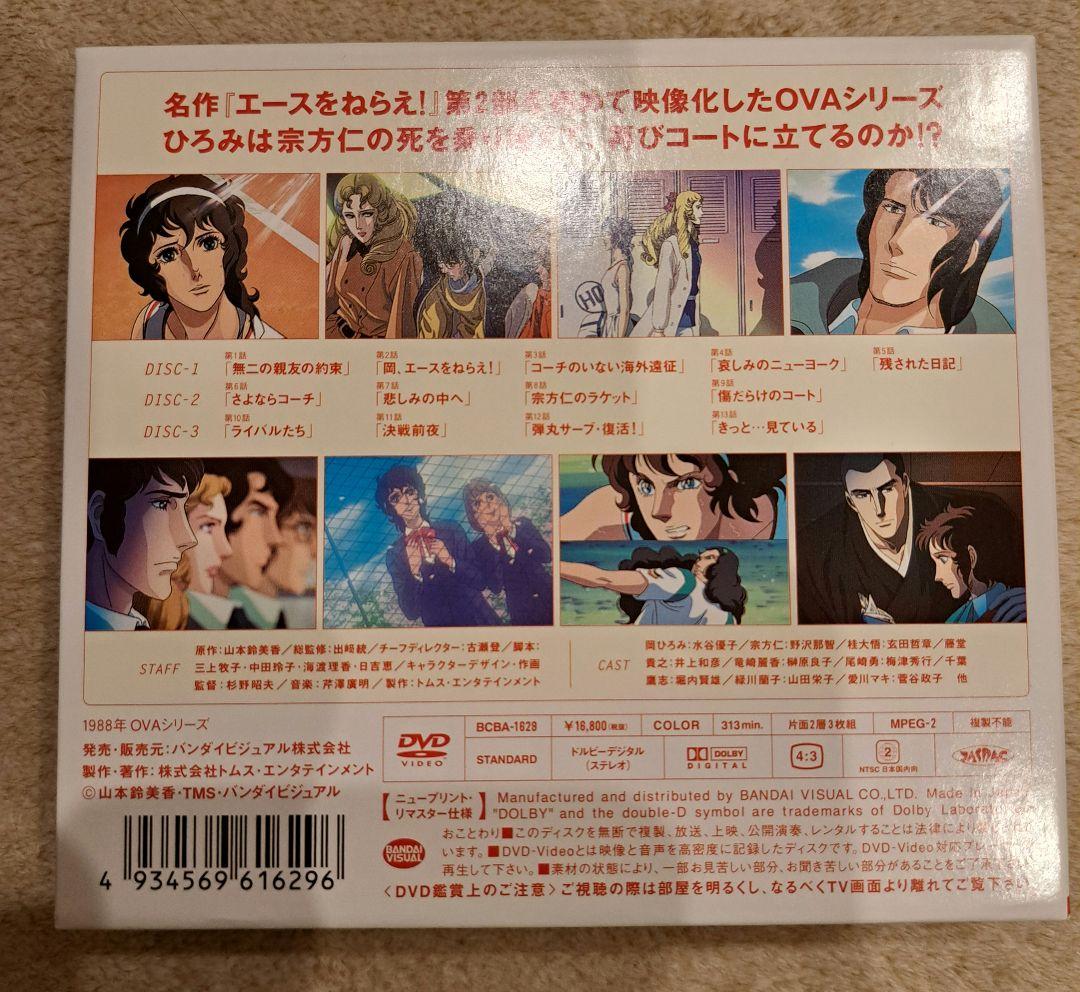 名作『エースをねらえ!』第2部を初めて映像化したOVAシリーズ
ひろみは宗方仁の死を乗り 、再びコートに立てるのか!?
HQ
DISC-1 第1話「無二の親友の約束」 第2話「岡、エースをねらえ!」 第3話「コーチのいない海外遠征」 第4話「哀しみのニューヨーク」 第5話「残された日記」
DISC-2 第6話「さよならコーチ」 第7話「悲しみの中へ」 第8話「宗方仁のラケット」 第9話「傷だらけのコート」
DISC-3 第10話「ライバルたち」 第11話「決戦前夜」 第12話「弾丸サーブ・復活!」 第13話「きっと…見ている」
STAFF
原作:山本鈴美香/総監修:出﨑統/チーフディレクター:古瀬登/脚本:
三上牧子・中田玲子・海渡理香・日吉恵/キャラクターデザイン・作画
監督:杉野昭夫/音楽:芹澤廣明/製作:トムス・エンタテインメント
CAST
岡ひろみ:水谷優子/宗方仁:野沢那智/桂大悟:玄田哲章/藤堂
貴之:井上和彦/竜崎麗香:榊原良子/尾崎勇:梅津秀行/千葉
鷹志:堀内賢雄/緑川蘭子:山田栄子/愛川マキ:菅谷政子 他
1988年 OVAシリーズ
発売・販売元:バンダイビジュアル株式会社
製作・著作:株式会社トムス・エンタテインメント
©山本鈴美香・TMS・バンダイビジュアル
4 934569 616296
DVD VIDEO
BCBA-1628 ¥16,800(税抜) COLOR 313min. 片面2層3枚組 MPEG-2 複製不能
STANDARD ドルビーデジタル(ステレオ) DOLBY DIGITAL 4:3 2 NTSC 日本国内向 JASRAC
【ニュープリント・リマスター仕様】
Manufactured and distributed by BANDAI VISUAL CO.,LTD. Made in Japan
"DOLBY" and the double-D symbol are trademarks of Dolby Laboratories
BANDAI VISUAL
おことわり■このディスクを無断で複製、放送、上映、公開演奏、レンタルすることは法律により禁じられて
います。■DVD-Videoとは映像と音声を高密度に記録したディスクです。DVD-Video対応プレ
再生して下さい。■素材の状態により、一部お見苦しい部分、お聞き苦しい部分があることをご了承
〈DVD鑑賞上のご注意〉ご視聴の際は部屋を明るくし、なるべくTV画面より離れてご覧下さい